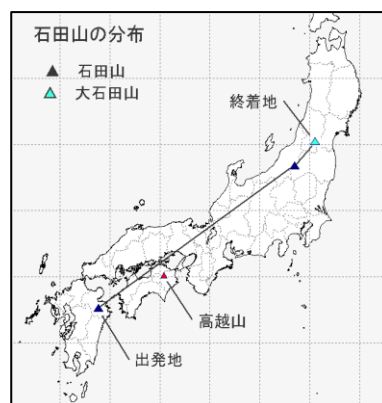 石田山の分布
▲ 石田山
▲ 大石田山
終着地
高越山
出発地